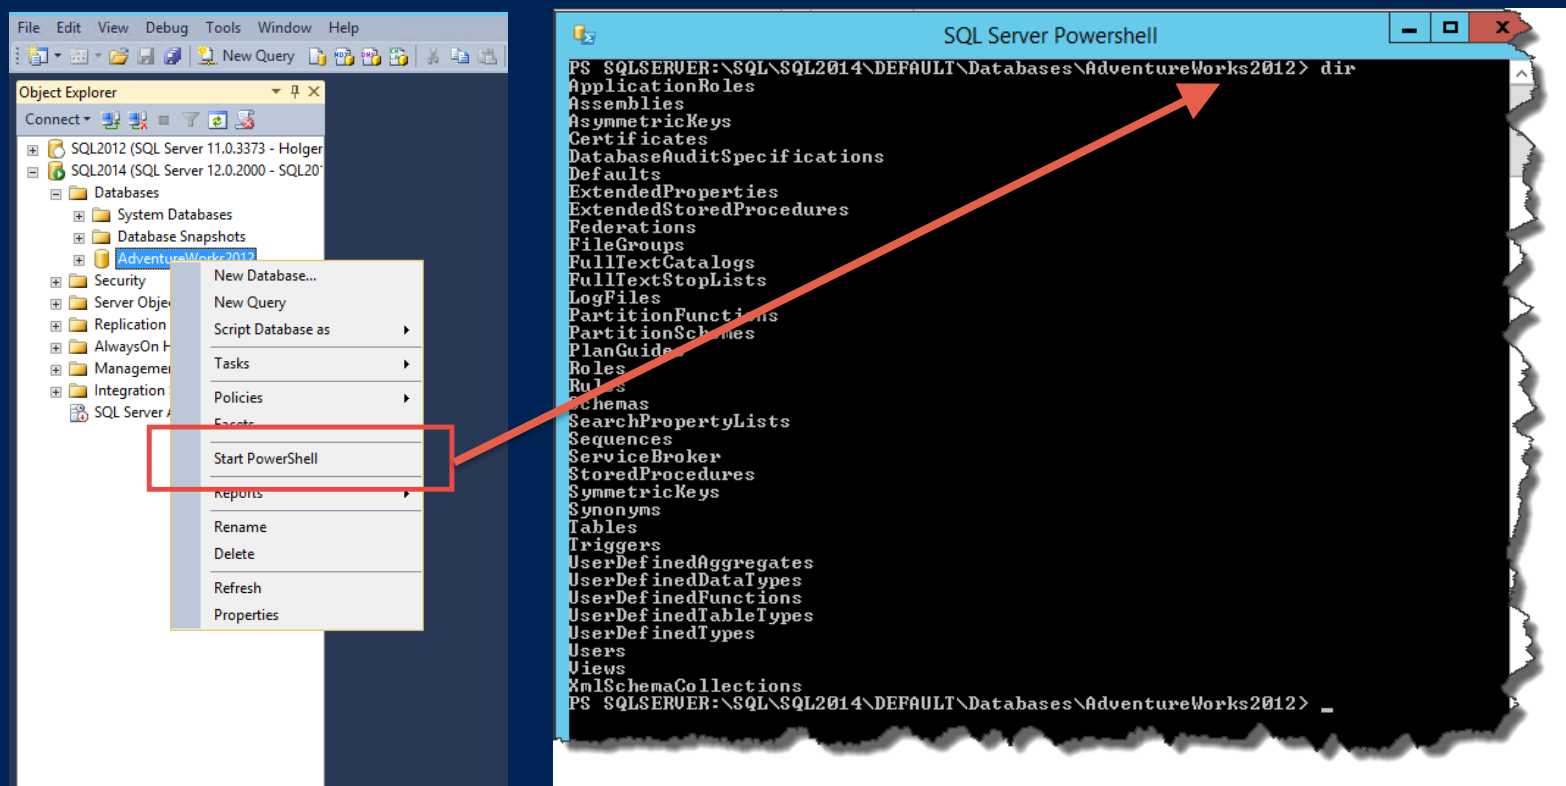 File Edit View Debug Tools Window Help
New Query
Object Explorer
Connect
SQL2012 (SQL Server 11.0.3373 - Holger
SQL2014 (SQL Server 12.0.2000 - SQL20
Databases
System Databases
Database Snapshots
AdventureWorks2012
Security
Server Obje
Replication
AlwaysOn H
Manageme
Integration
SQL Server A
New Database...
New Query
Script Database as
Tasks
Policies
Facets
Start PowerShell
Reports
Rename
Delete
Refresh
Properties
SQL Server Powershell
PS SQLSERVER:\SQL\SQL2014\DEFAULT\Databases\AdventureWorks2012> dir
ApplicationRoles
Assemblies
AsymmetricKeys
Certificates
DatabaseAuditSpecifications
Defaults
ExtendedProperties
ExtendedStoredProcedures
Federations
FileGroups
FullTextCatalogs
FullTextStopLists
LogFiles
PartitionFunctions
PartitionSchemes
PlanGuides
Roles
Rules
Schemas
SearchPropertyLists
Sequences
ServiceBroker
StoredProcedures
SymmetricKeys
Synonyms
Tables
Triggers
UserDefinedAggregates
UserDefinedDataTypes
UserDefinedFunctions
UserDefinedTableTypes
UserDefinedTypes
Users
Views
XmlSchemaCollections
PS SQLSERVER:\SQL\SQL2014\DEFAULT\Databases\AdventureWorks2012> _